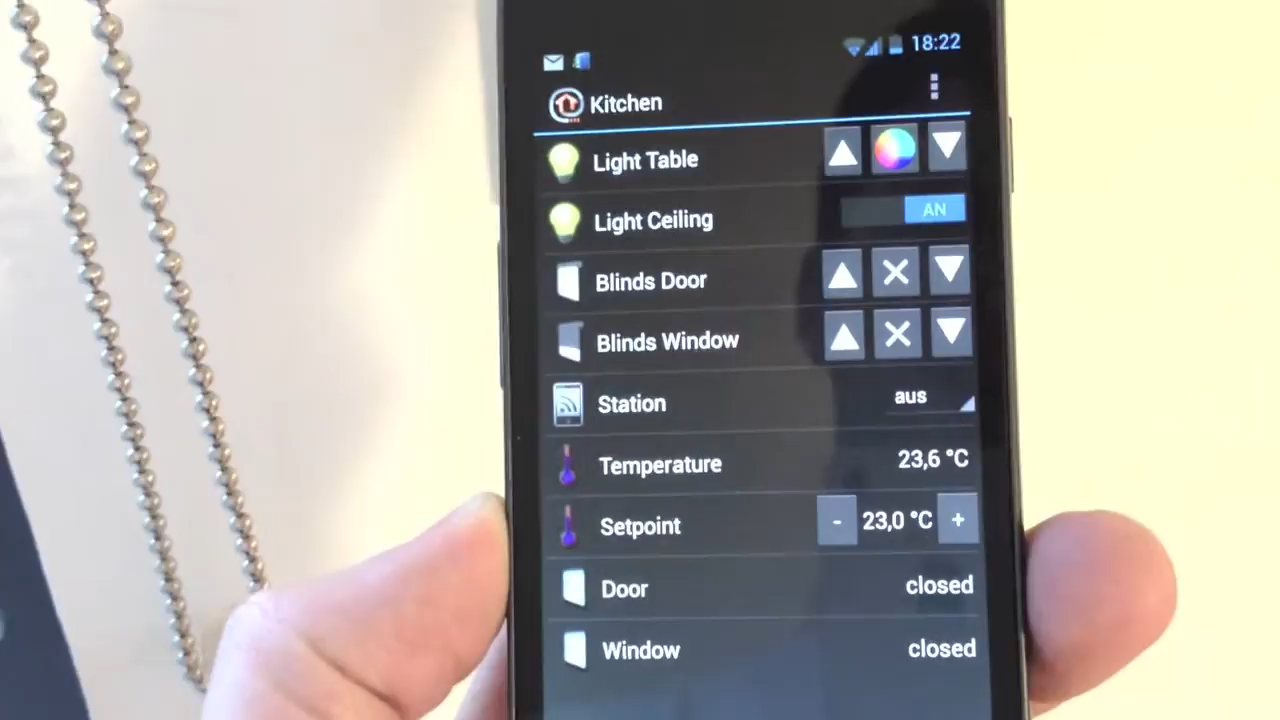 18:22
Kitchen
Light Table
Light Ceiling AN
Blinds Door
Blinds Window
Station aus
Temperature 23,6 °C
Setpoint - 23,0 °C +
Door closed
Window closed